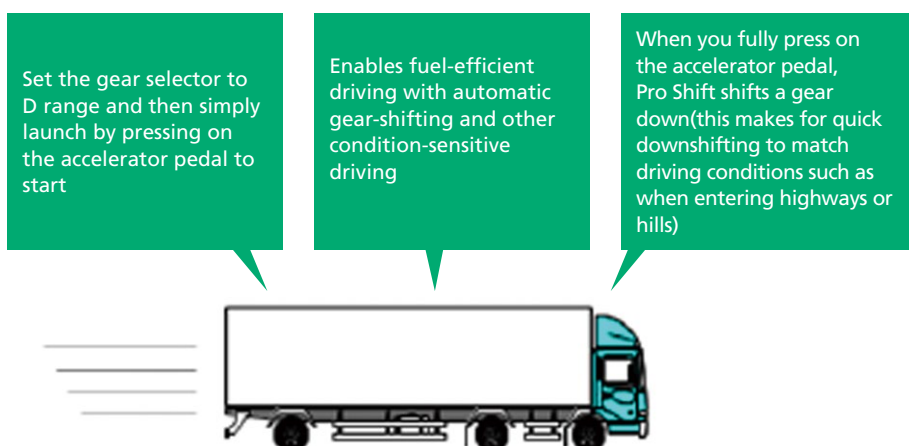 Set the gear selector to
D range and then simply
launch by pressing on
the accelerator pedal to
start
Enables fuel-efficient
driving with automatic
gear-shifting and other
condition-sensitive
driving
When you fully press on
the accelerator pedal,
Pro Shift shifts a gear
down(this makes for quick
downshifting to match
driving conditions such as
when entering highways or
hills)